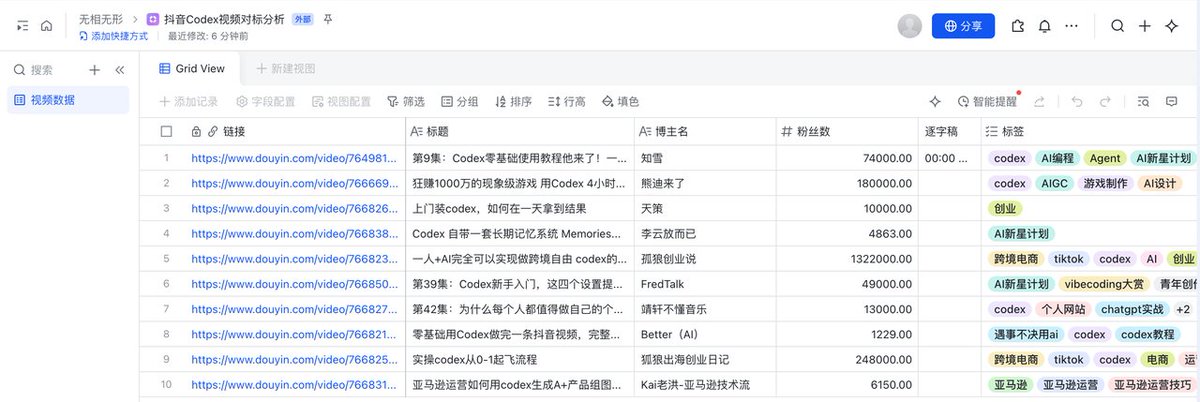 无相无形 > 抖音Codex视频对标分析 外部
添加快捷方式 最近修改: 6 分钟前
分享
搜索
视频数据
Grid View + 新建视图
+ 添加记录 字段配置 视图配置 筛选 分组 排序 行高 填色 智能提醒
链接 标题 博主名 # 粉丝数 逐字稿 标签
1 https://www.douyin.com/video/764981... 第9集：Codex零基础使用教程他来了！一... 知雪 74000.00 00:00 ... codex AI编程 Agent AI新星计划
2 https://www.douyin.com/video/766669... 狂赚1000万的现象级游戏 用Codex 4小时... 熊迪来了 180000.00 codex AIGC 游戏制作 AI设计
3 https://www.douyin.com/video/766826... 上门装codex，如何在一天拿到结果 天策 10000.00 创业
4 https://www.douyin.com/video/766838... Codex 自带一套长期记忆系统 Memories... 李云放而已 4863.00 AI新星计划
5 https://www.douyin.com/video/766823... 一人+AI完全可以实现做跨境自由 codex的... 孤狼创业说 1322000.00 跨境电商 tiktok codex AI 创业
6 https://www.douyin.com/video/766850... 第39集：Codex新手入门，这四个设置提... FredTalk 49000.00 AI新星计划 vibecoding大赏 青年创作
7 https://www.douyin.com/video/766827... 第42集：为什么每个人都值得做自己的个... 靖轩不懂音乐 13000.00 codex 个人网站 chatgpt实战 +2
8 https://www.douyin.com/video/766821... 零基础用Codex做完一条抖音视频，完整... Better（AI） 1229.00 遇事不决用ai codex codex教程
9 https://www.douyin.com/video/766825... 实操codex从0-1起飞流程 孤狼出海创业日记 248000.00 跨境电商 tiktok codex 电商 运
10 https://www.douyin.com/video/766831... 亚马逊运营如何用codex生成A+产品组图... Kai老洪-亚马逊技术流 6150.00 亚马逊 亚马逊运营 亚马逊运营技巧